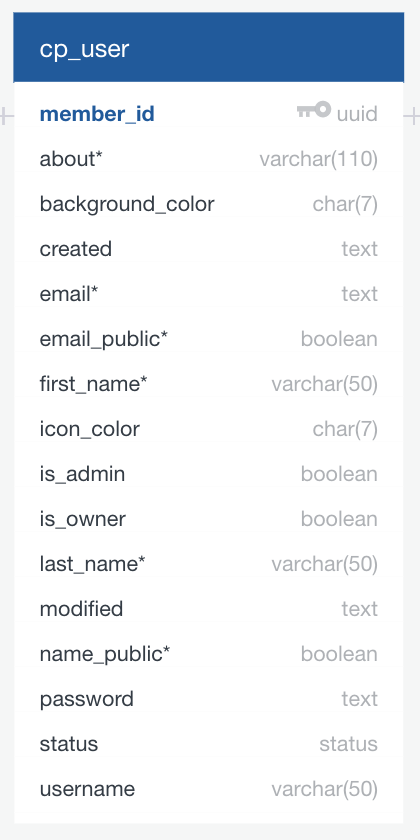 cp_user
member_id uuid
about* varchar(110)
background_color char(7)
created text
email* text
email_public* boolean
first_name* varchar(50)
icon_color char(7)
is_admin boolean
is_owner boolean
last_name* varchar(50)
modified text
name_public* boolean
password text
status status
username varchar(50)